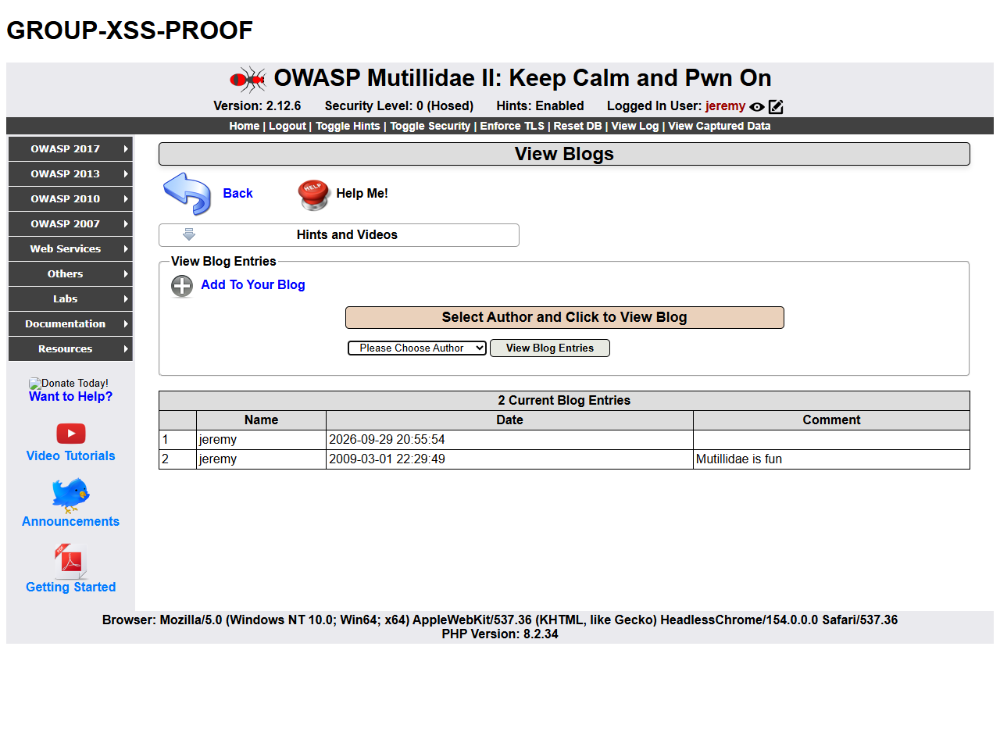 GROUP-XSS-PROOF
OWASP Mutillidae II: Keep Calm and Pwn On
Version: 2.12.6 Security Level: 0 (Hosed) Hints: Enabled Logged In User: jeremy
Home | Logout | Toggle Hints | Toggle Security | Enforce TLS | Reset DB | View Log | View Captured Data
OWASP 2017
OWASP 2013
OWASP 2010
OWASP 2007
Web Services
Others
Labs
Documentation
Resources
Donate Today!
Want to Help?
Video Tutorials
Announcements
Getting Started
View Blogs
Back
HELP
Help Me!
Hints and Videos
View Blog Entries
Add To Your Blog
Select Author and Click to View Blog
Please Choose Author View Blog Entries
2 Current Blog Entries
Name Date Comment
1 jeremy 2026-09-29 20:55:54
2 jeremy 2009-03-01 22:29:49 Mutillidae is fun
Browser: Mozilla/5.0 (Windows NT 10.0; Win64; x64) AppleWebKit/537.36 (KHTML, like Gecko) HeadlessChrome/154.0.0.0 Safari/537.36
PHP Version: 8.2.34